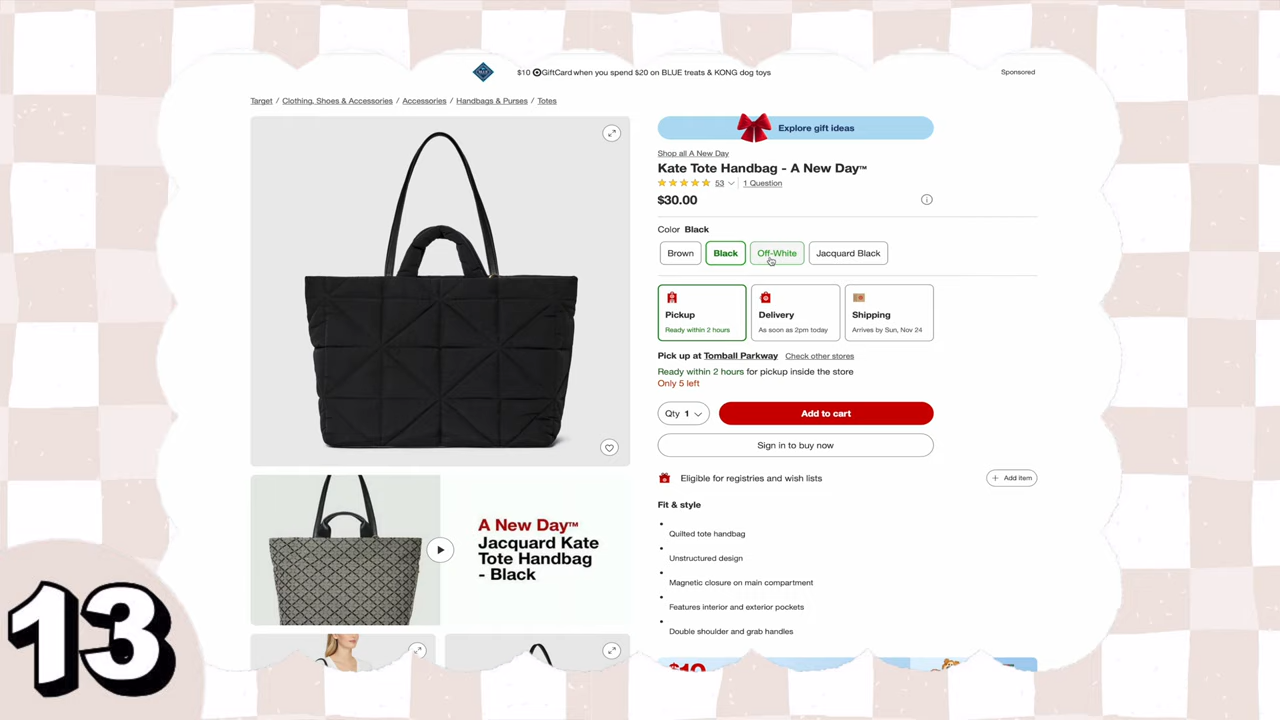 $10 GiftCard when you spend $20 on BLUE treats & KONG dog toys
Sponsored
Target / Clothing, Shoes & Accessories / Accessories / Handbags & Purses / Totes
Explore gift ideas
Shop all A New Day
Kate Tote Handbag - A New Day™
53
1 Question
$30.00
Color Black
Brown
Black
Off-White
Jacquard Black
Pickup
Ready within 2 hours
Delivery
As soon as 2pm today
Shipping
Arrives by Sun, Nov 24
Pick up at Tomball Parkway
Check other stores
Ready within 2 hours for pickup inside the store
Only 5 left
Qty 1
Add to cart
Sign in to buy now
Eligible for registries and wish lists
Add Item
A New Day™
Jacquard Kate
Tote Handbag
- Black
Fit & style
Quilted tote handbag
Unstructured design
Magnetic closure on main compartment
Features interior and exterior pockets
Double shoulder and grab handles
13